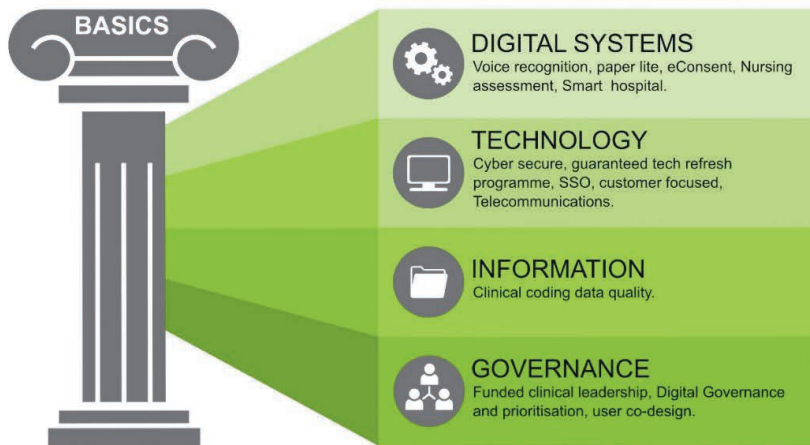 BASICS
DIGITAL SYSTEMS
Voice recognition, paper lite, eConsent, Nursing
assessment, Smart hospital.
TECHNOLOGY
Cyber secure, guaranteed tech refresh
programme, SSO, customer focused,
Telecommunications.
INFORMATION
Clinical coding data quality.
GOVERNANCE
Funded clinical leadership, Digital Governance
and prioritisation, user co-design.